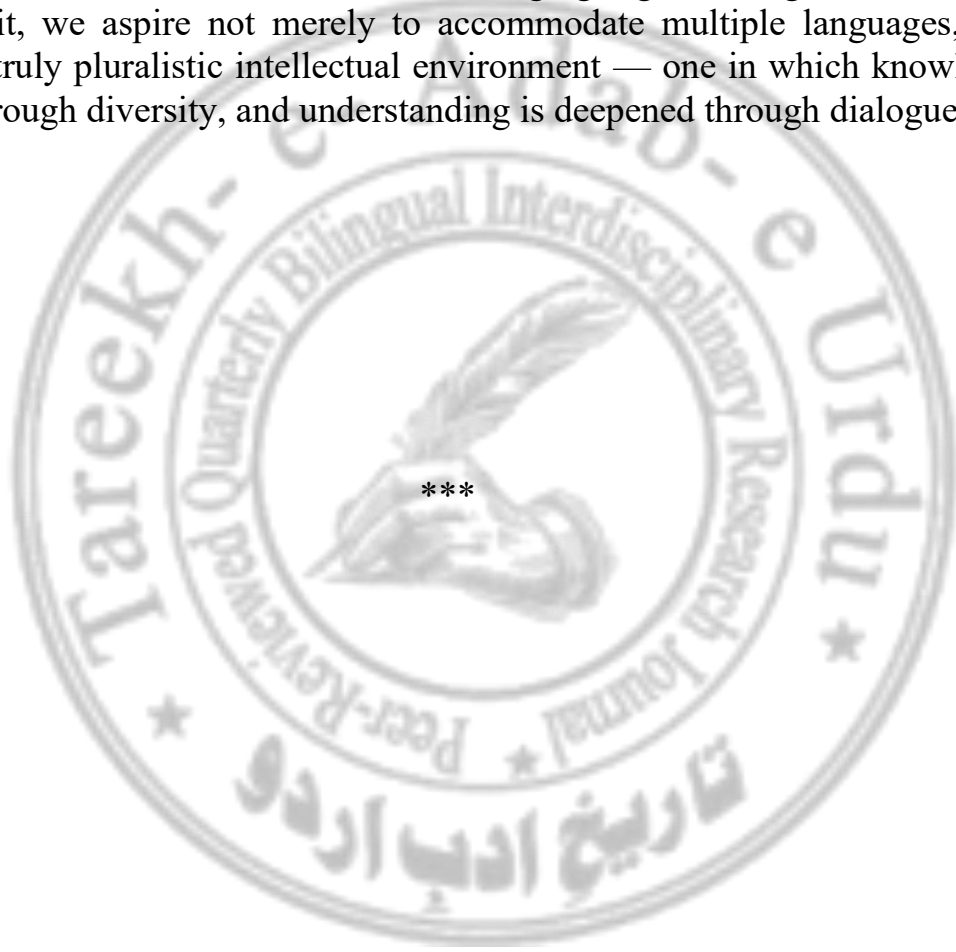 it, we aspire not merely to accommodate multiple languages,
truly pluralistic intellectual environment — one in which knowl
rough diversity, and understanding is deepened through dialogue
Tareekh- e -Adab- e Urdu
Peer-Reviewed Quarterly Bilingual Interdisciplinary Research Journal
***
تاریخِ ادبِ اردو